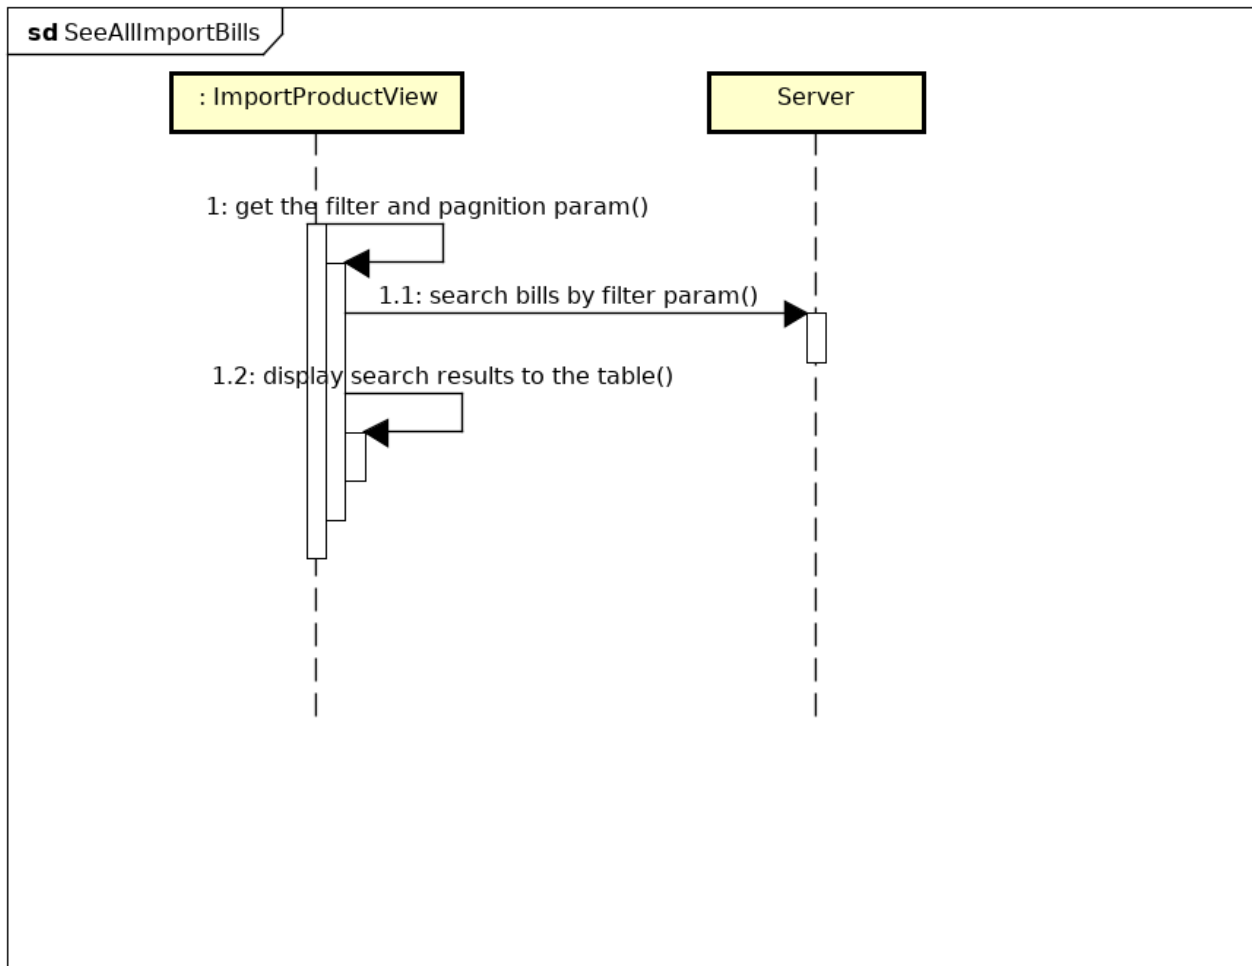 sd SeeAllImportBills
: ImportProductView
Server
1: get the filter and pagnition param()
1.1: search bills by filter param()
1.2: display search results to the table()